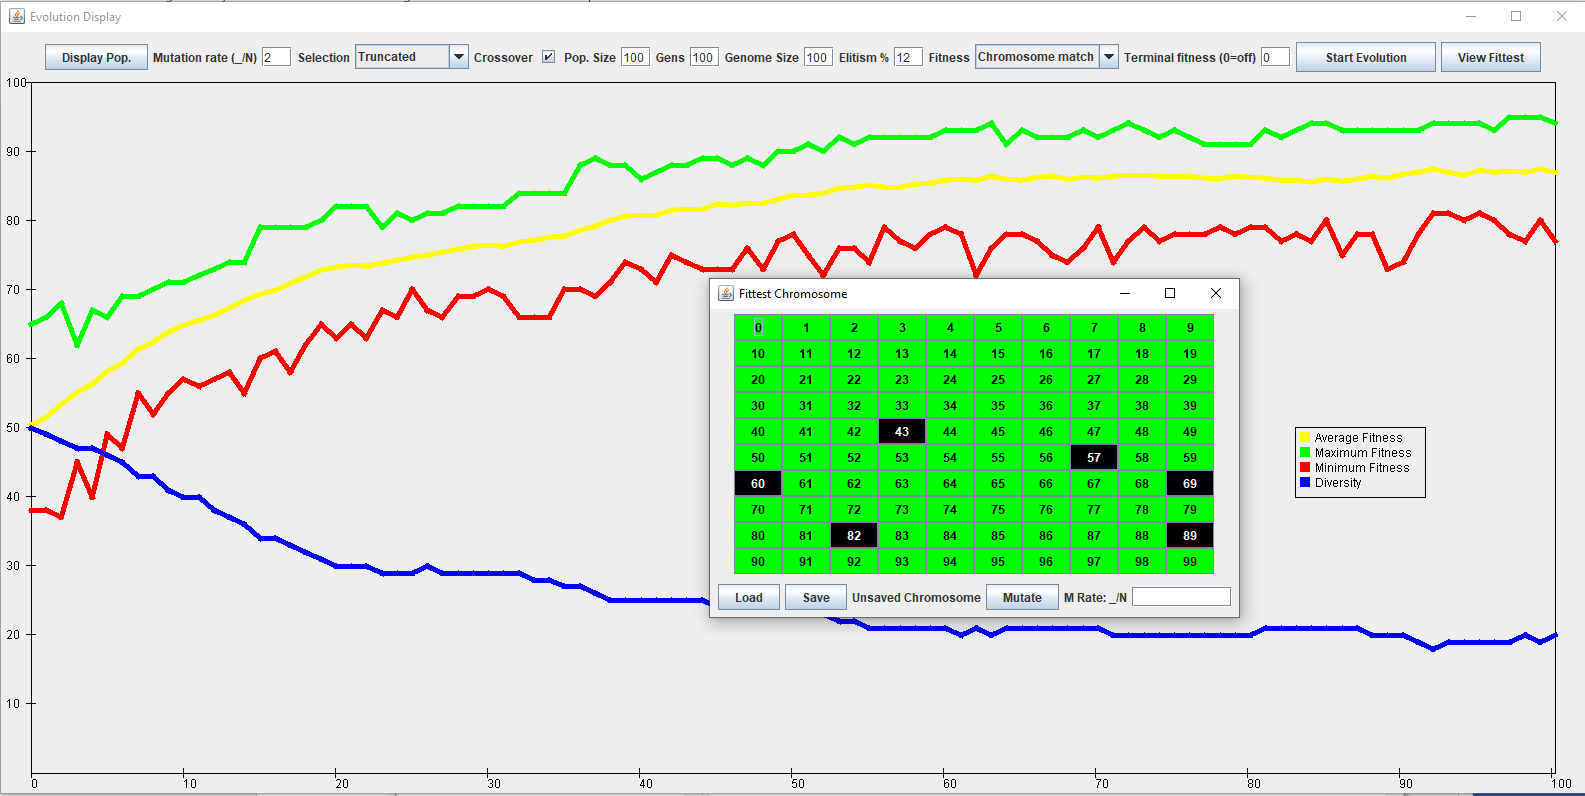 Evolution Display
Display Pop. Mutation rate (_/N) 2 Selection Truncated Crossover Pop. Size 100 Gens 100 Genome Size 100 Elitism % 12 Fitness Chromosome match Terminal fitness (0=off) 0 Start Evolution View Fittest
100
90
80
70
60
50
40
30
20
10
0 10 20 30 40 50 60 70 80 90 100
Fittest Chromosome
0 1 2 3 4 5 6 7 8 9
10 11 12 13 14 15 16 17 18 19
20 21 22 23 24 25 26 27 28 29
30 31 32 33 34 35 36 37 38 39
40 41 42 43 44 45 46 47 48 49
50 51 52 53 54 55 56 57 58 59
60 61 62 63 64 65 66 67 68 69
70 71 72 73 74 75 76 77 78 79
80 81 82 83 84 85 86 87 88 89
90 91 92 93 94 95 96 97 98 99
Load Save Unsaved Chromosome Mutate M Rate: _/N
Average Fitness
Maximum Fitness
Minimum Fitness
Diversity